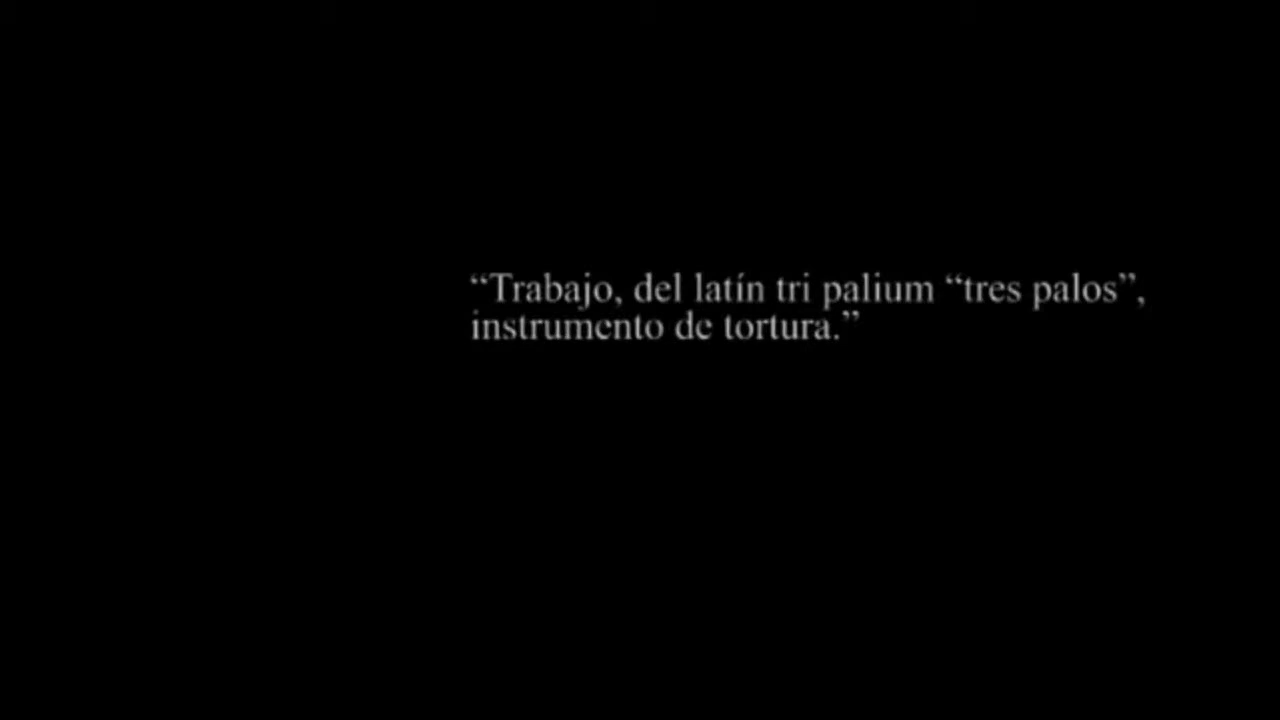 “Trabajo, del latín tri palium “tres palos”,
instrumento de tortura.”